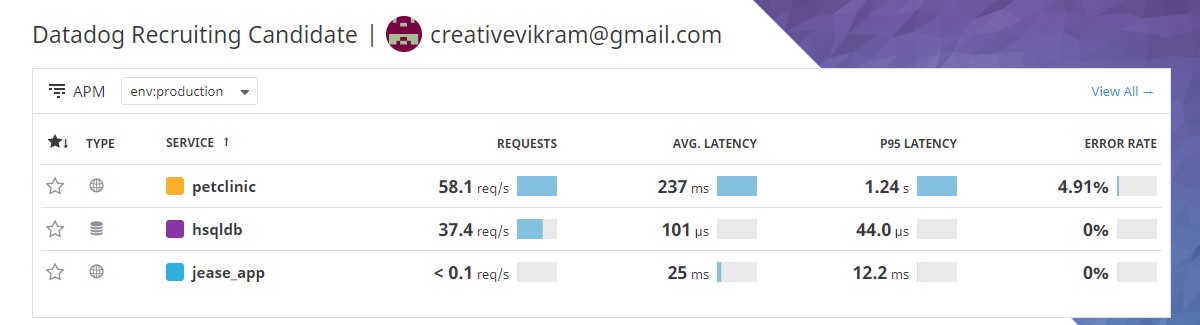 Datadog Recruiting Candidate | creativevikram@gmail.com
APM env:production View All →
TYPE SERVICE ↑ REQUESTS AVG. LATENCY P95 LATENCY ERROR RATE
petclinic 58.1 req/s 237 ms 1.24 s 4.91%
hsqldb 37.4 req/s 101 µs 44.0 µs 0%
jease_app < 0.1 req/s 25 ms 12.2 ms 0%